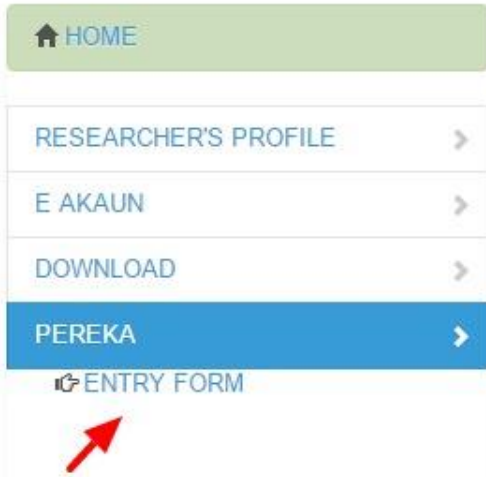 HOME
RESEARCHER'S PROFILE
E AKAUN
DOWNLOAD
PEREKA
ENTRY FORM